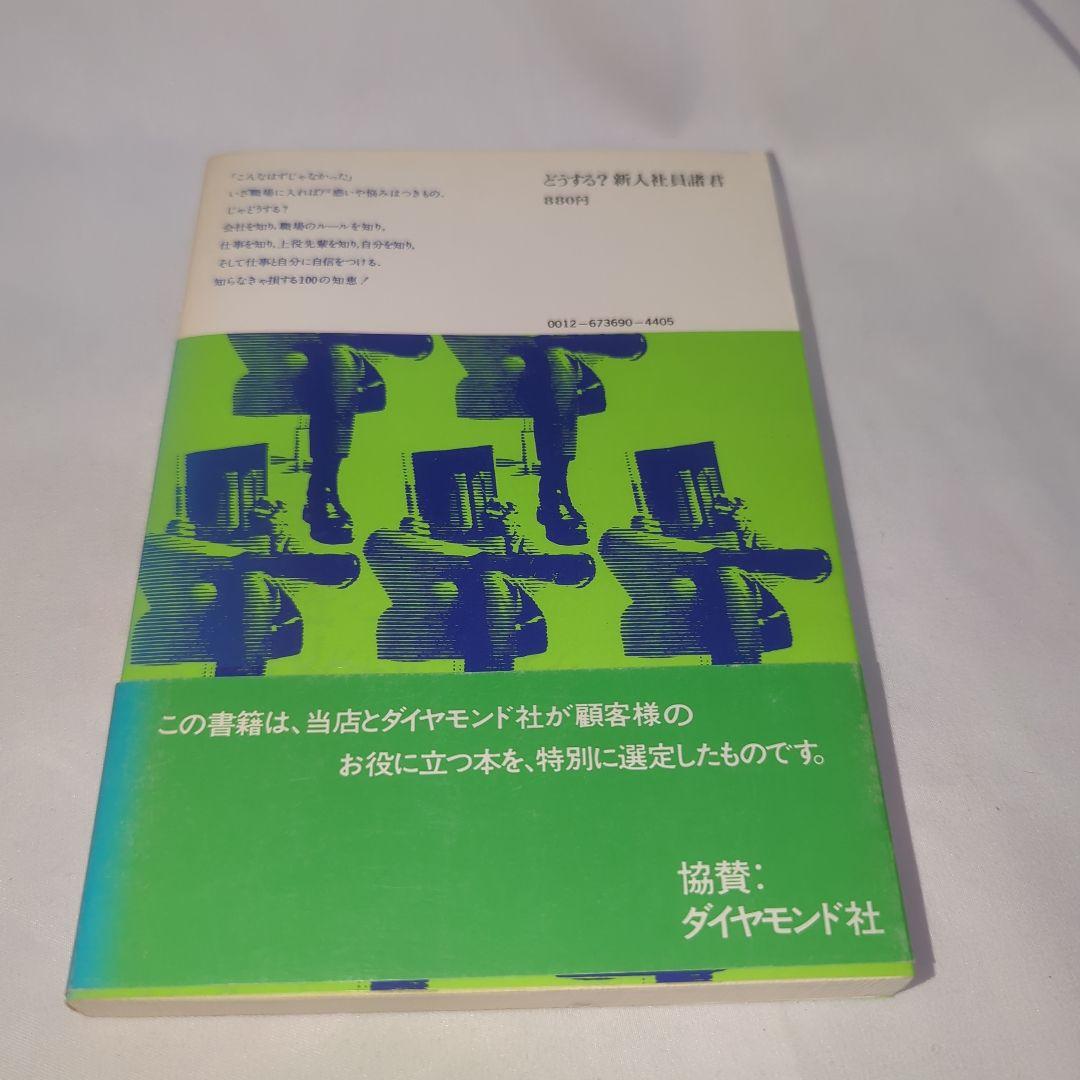 「こんなはずじゃなかった」
いざ職場に入れば戸惑いや悩みはつきもの。
じゃどうする?
会社を知り、職場のルールを知り、
仕事を知り、上役先輩を知り、自分を知り、
そして仕事と自分に自信をつける。
知らなきゃ損する100の知恵!
どうする?新入社員諸君
880円
0012-673690-4405
この書籍は、当店とダイヤモンド社が顧客様の
お役に立つ本を、特別に選定したものです。
協賛:
ダイヤモンド社